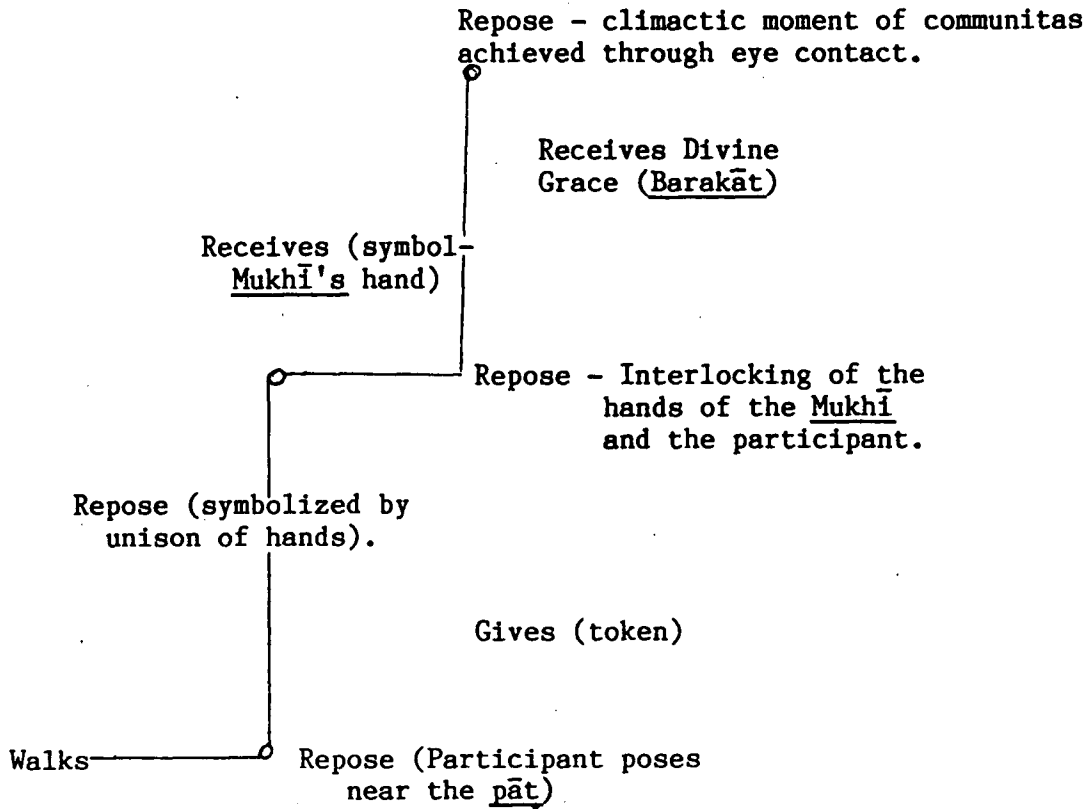 Repose - climactic moment of communitas
achieved through eye contact.
Receives Divine
Grace (Barakāt)
Receives (symbol-
Mukhī's hand)
Repose - Interlocking of the
hands of the Mukhī
and the participant.
Repose (symbolized by
unison of hands).
Gives (token)
Walks
Repose (Participant poses
near the pāt)